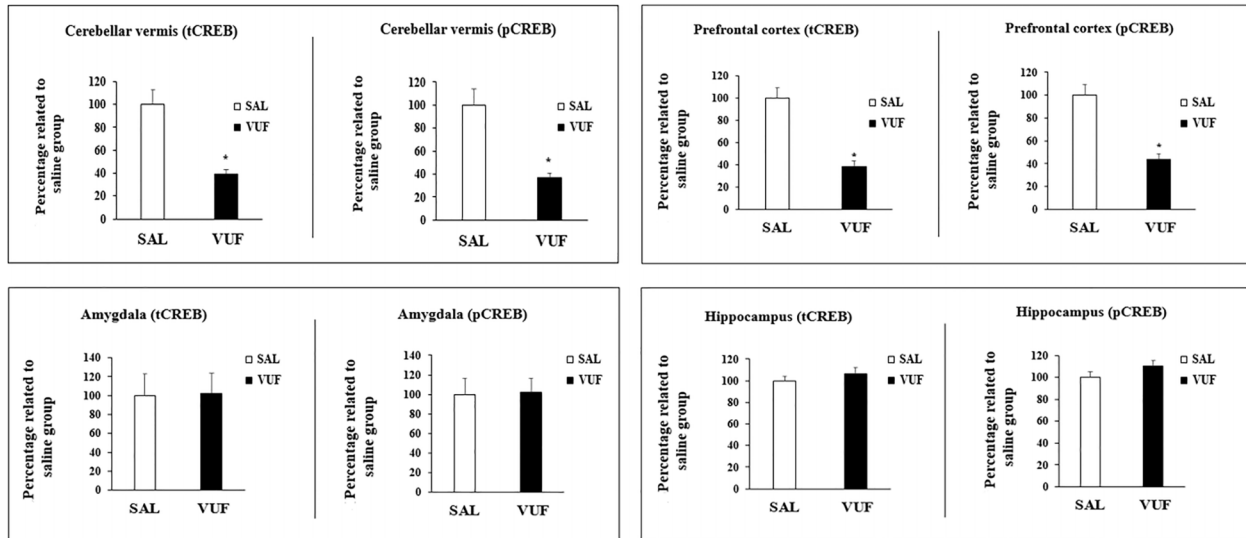 Cerebellar vermis (tCREB)
Percentage related to
saline group
120
100
80
60
40
20
0
*
SAL
VUF
SAL VUF
Cerebellar vermis (pCREB)
Percentage related to
saline group
120
100
80
60
40
20
0
*
SAL
VUF
SAL VUF
Prefrontal cortex (tCREB)
Percentage related to
saline group
120
100
80
60
40
20
0
*
SAL
VUF
SAL VUF
Prefrontal cortex (pCREB)
Percentage related to
saline group
120
100
80
60
40
20
0
*
SAL
VUF
SAL VUF
Amygdala (tCREB)
Percentage related to
saline group
140
120
100
80
60
40
20
0
SAL
VUF
SAL VUF
Amygdala (pCREB)
Percentage related to
saline group
140
120
100
80
60
40
20
0
SAL
VUF
SAL VUF
Hippocampus (tCREB)
Percentage related to
saline group
120
100
80
60
40
20
0
SAL
VUF
SAL VUF
Hippocampus (pCREB)
Percentage related to
saline group
120
100
80
60
40
20
0
SAL
VUF
SAL VUF